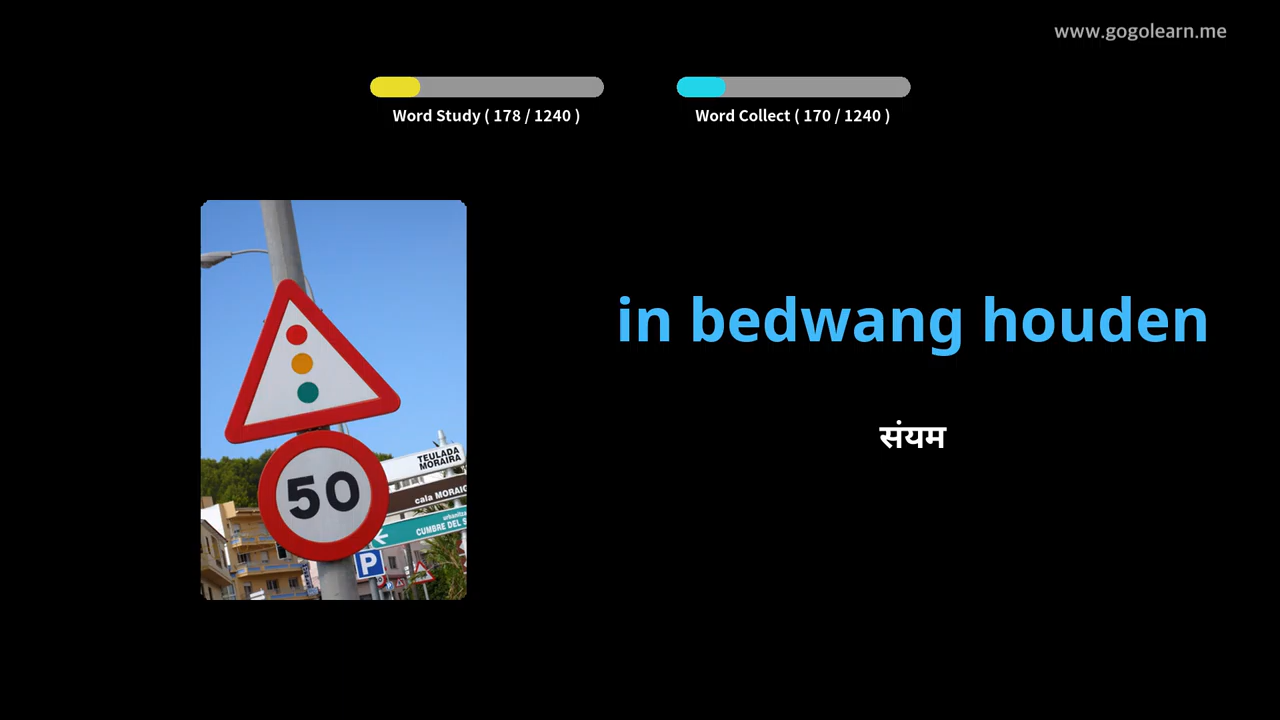 www.gogolearn.me
Word Study ( 178 / 1240 )
Word Collect ( 170 / 1240 )
in bedwang houden
संयम
50
TEULADA
MORAIRA
cala MORAIG
CUMBRE DEL S
P